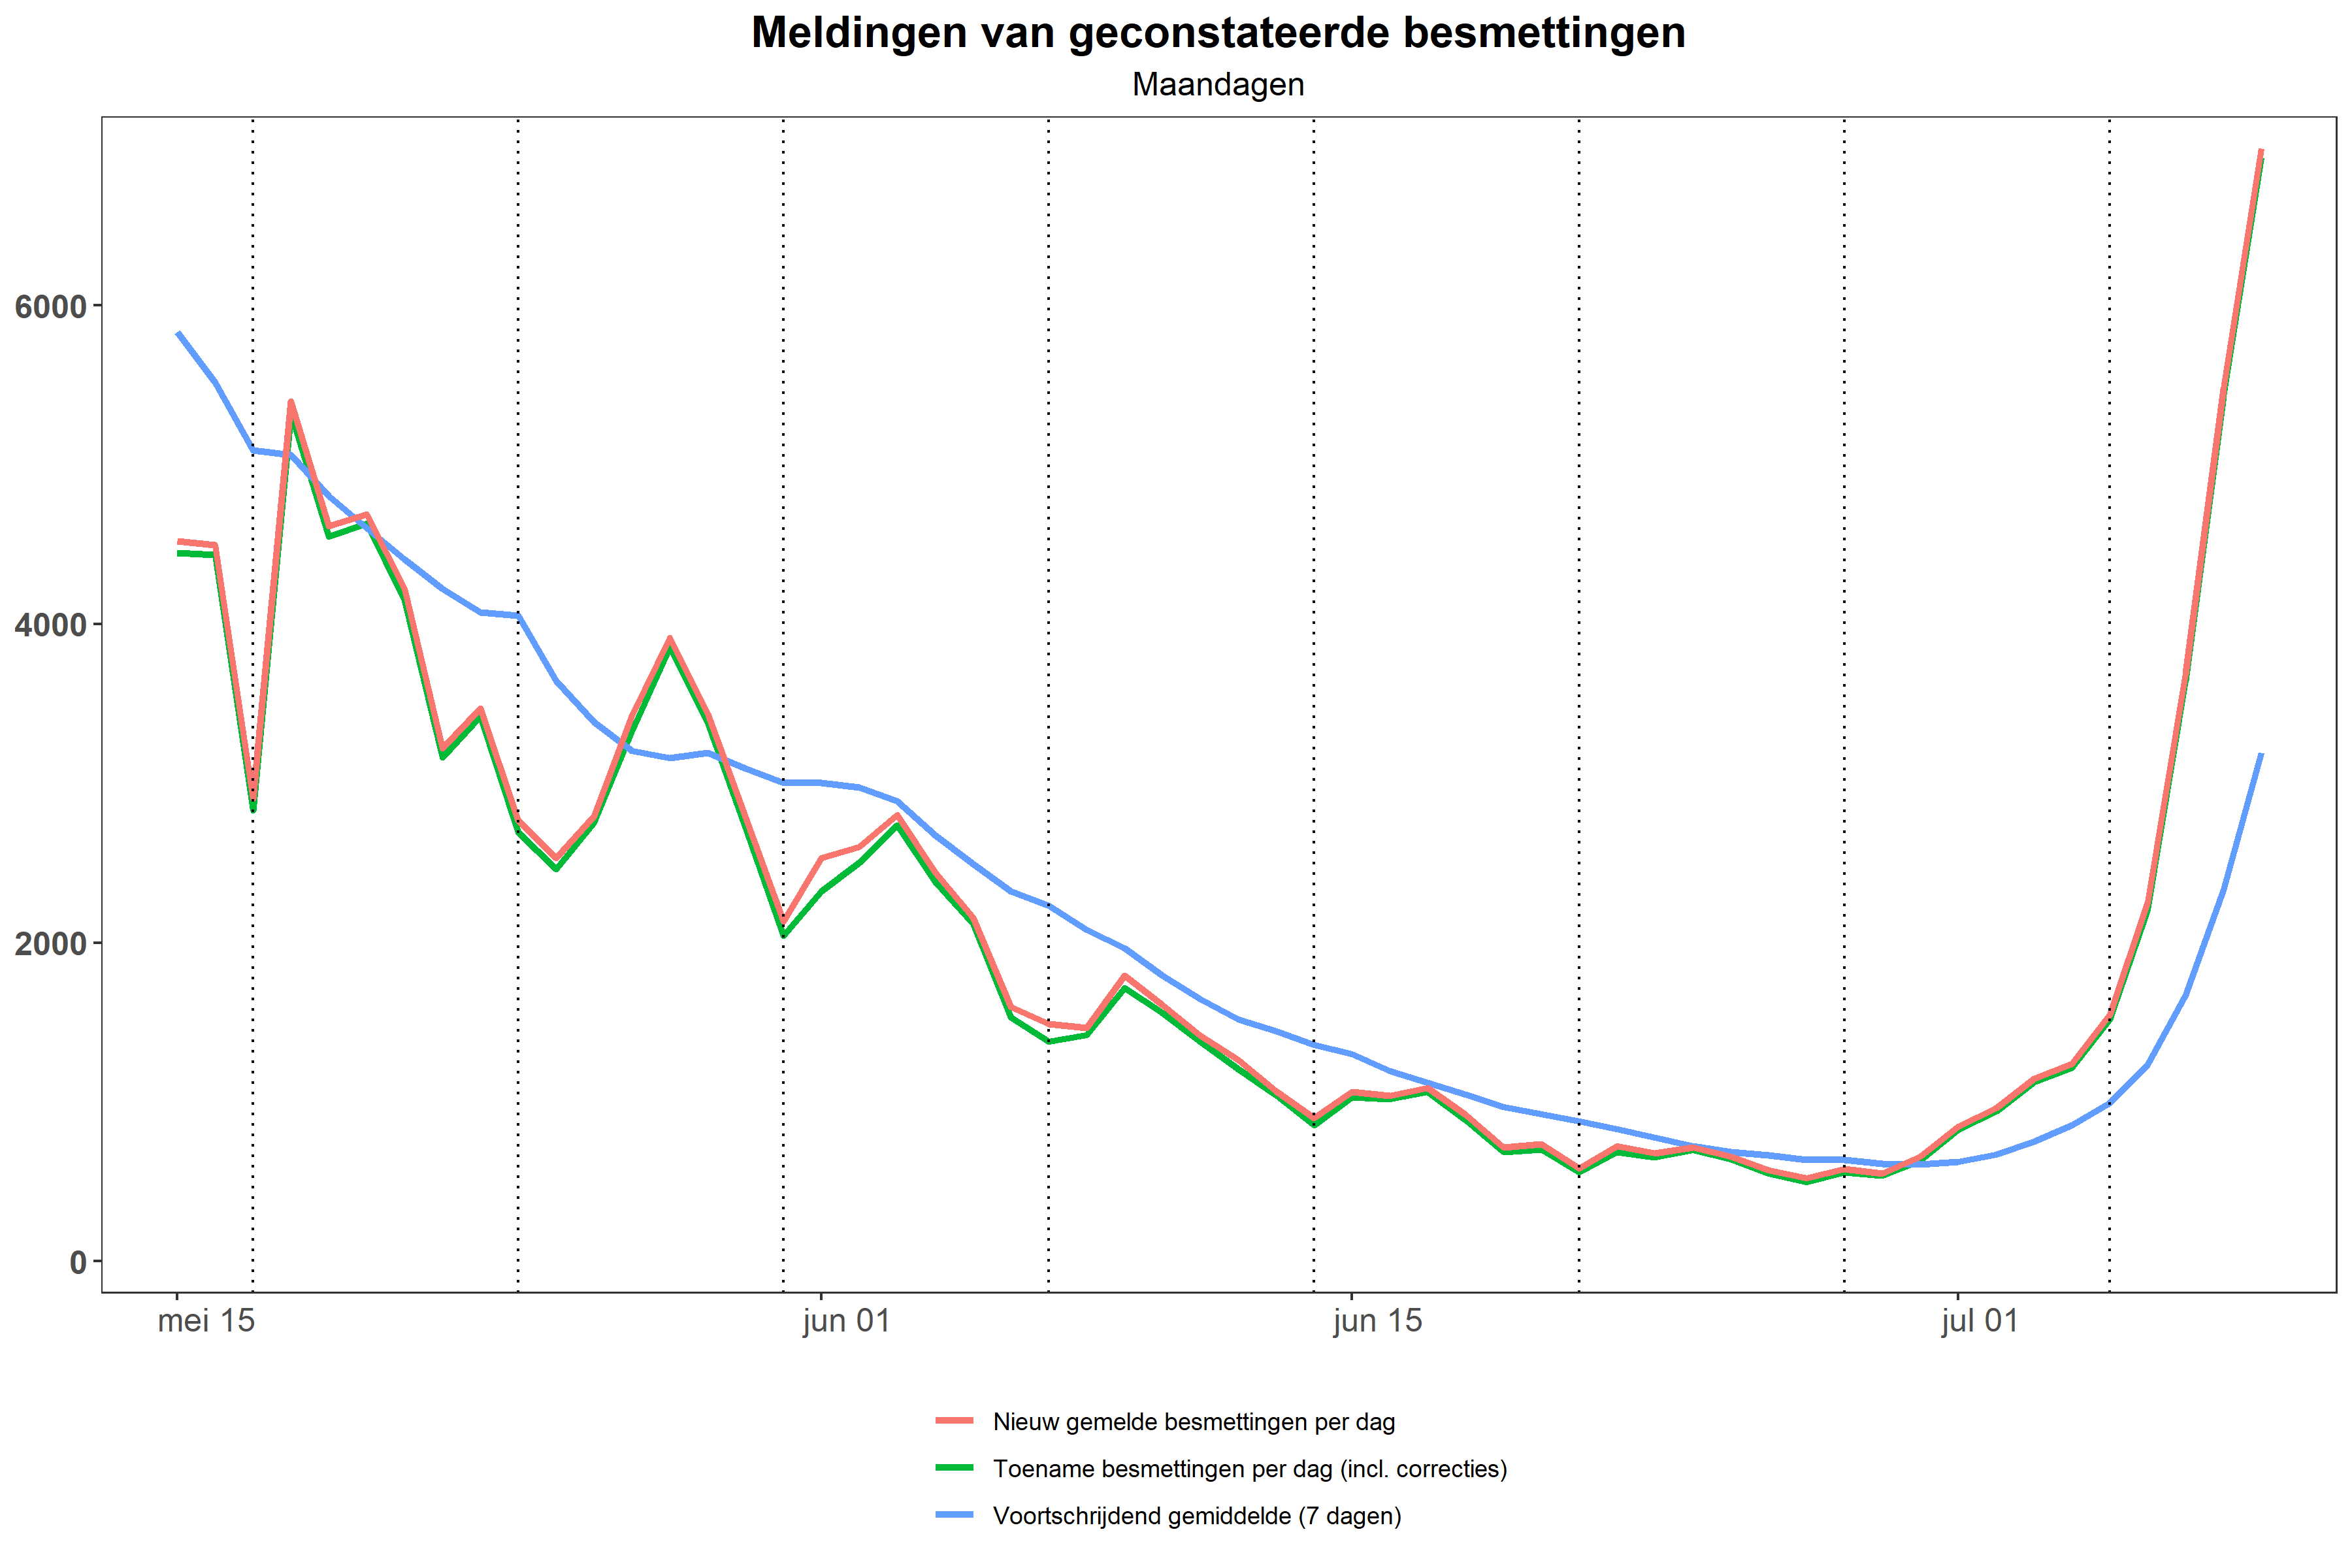 Meldingen van geconstateerde besmettingen
Maandagen
6000
4000
2000
0
mei 15
jun 01
jun 15
jul 01
Nieuw gemelde besmettingen per dag
Toename besmettingen per dag (incl. correcties)
Voortschrijdend gemiddelde (7 dagen)